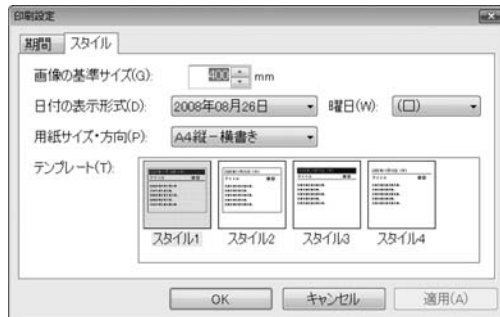 印刷設定
期間 スタイル
画像の基準サイズ(G): 400 mm
日付の表示形式(D): 2008年08月26日 曜日(W): (□)
用紙サイズ・方向(P): A4縦－横書き
テンプレート(T):
スタイル1 スタイル2 スタイル3 スタイル4
OK キャンセル 適用(A)